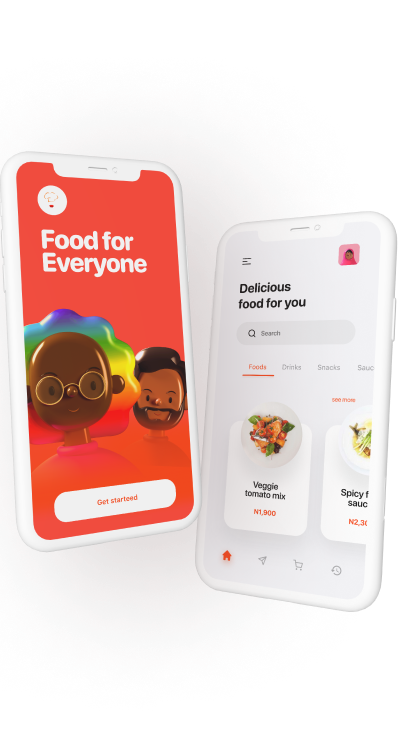 Food for
Everyone
Get starteed
Delicious
food for you
Search
Foods Drinks Snacks Sauc
see more
Veggie
tomato mix
N1,900
Spicy f
sauc
N2,3